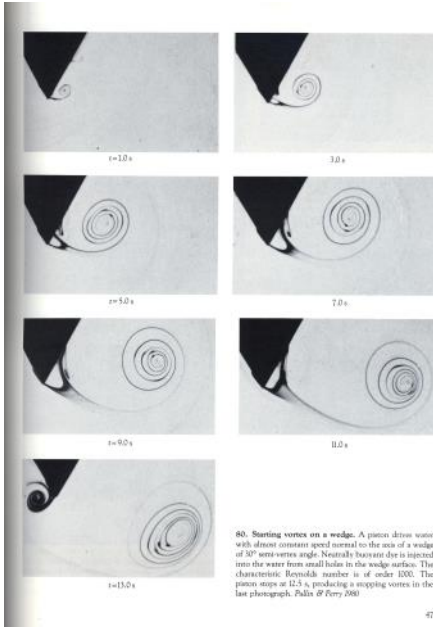 t=1.0 s
3.0 s
t=5.0 s
7.0 s
t=9.0 s
11.0 s
t=13.0 s
80. Starting vortex on a wedge. A piston drives water
with almost constant speed normal to the axis of a wedge
of 30° semi-vertex angle. Neutrally buoyant dye is injected
into the water from small holes in the wedge surface. The
characteristic Reynolds number is of order 1000. The
piston stops at 12.5 s, producing a stopping vortex in the
last photograph. Pullin & Perry 1980
47